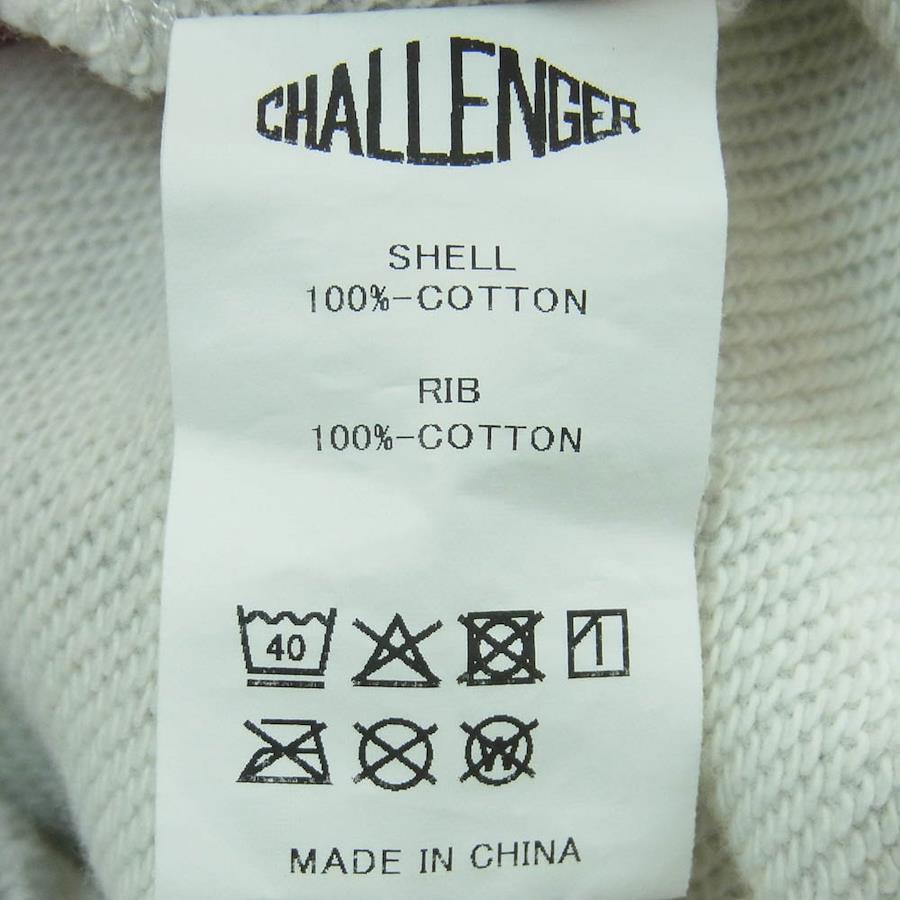 CHALLENGER
SHELL
100%-COTTON
RIB
100%-COTTON
40
W
MADE IN CHINA